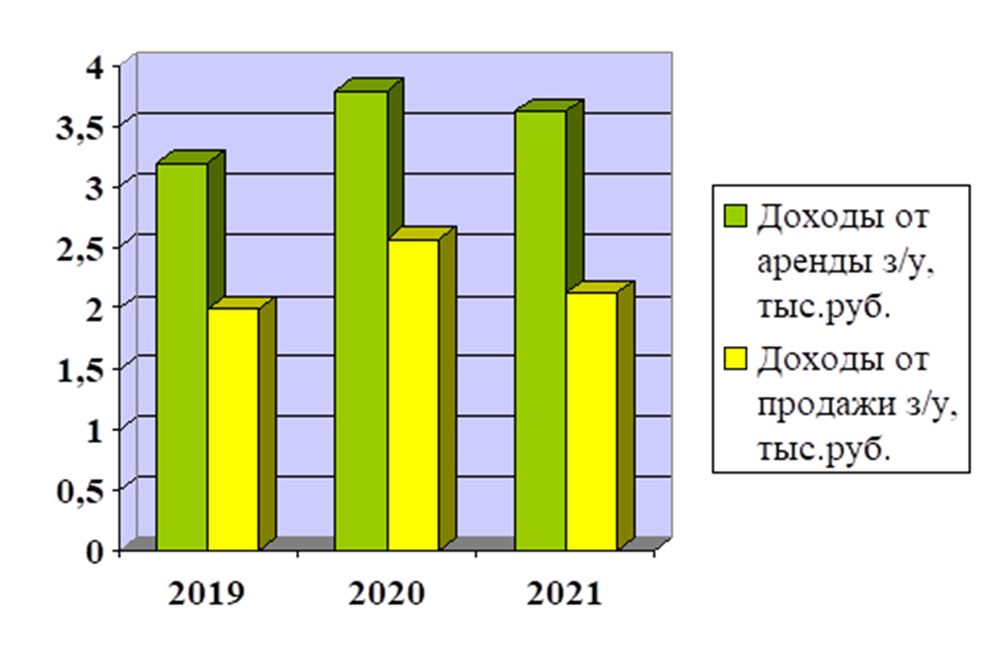 4
3,5
3
2,5
2
1,5
1
0,5
0
2019 2020 2021
Доходы от
аренды з/у,
тыс.руб.
Доходы от
продажи з/у,
тыс.руб.